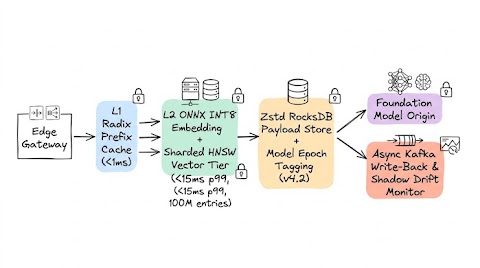 Edge
Gateway
L1
Radix
Prefix
Cache
(<1ms)
L2 ONNX INT8
Embedding
+
Sharded HNSW
Vector Tier
(<15ms p99,
(<15ms p99,
100M entries)
Zstd RocksDB
Payload Store
+
Model Epoch
Tagging
(v4.2)
Foundation
Model Origin
Async Kafka
Write-Back &
Shadow Drift
Monitor